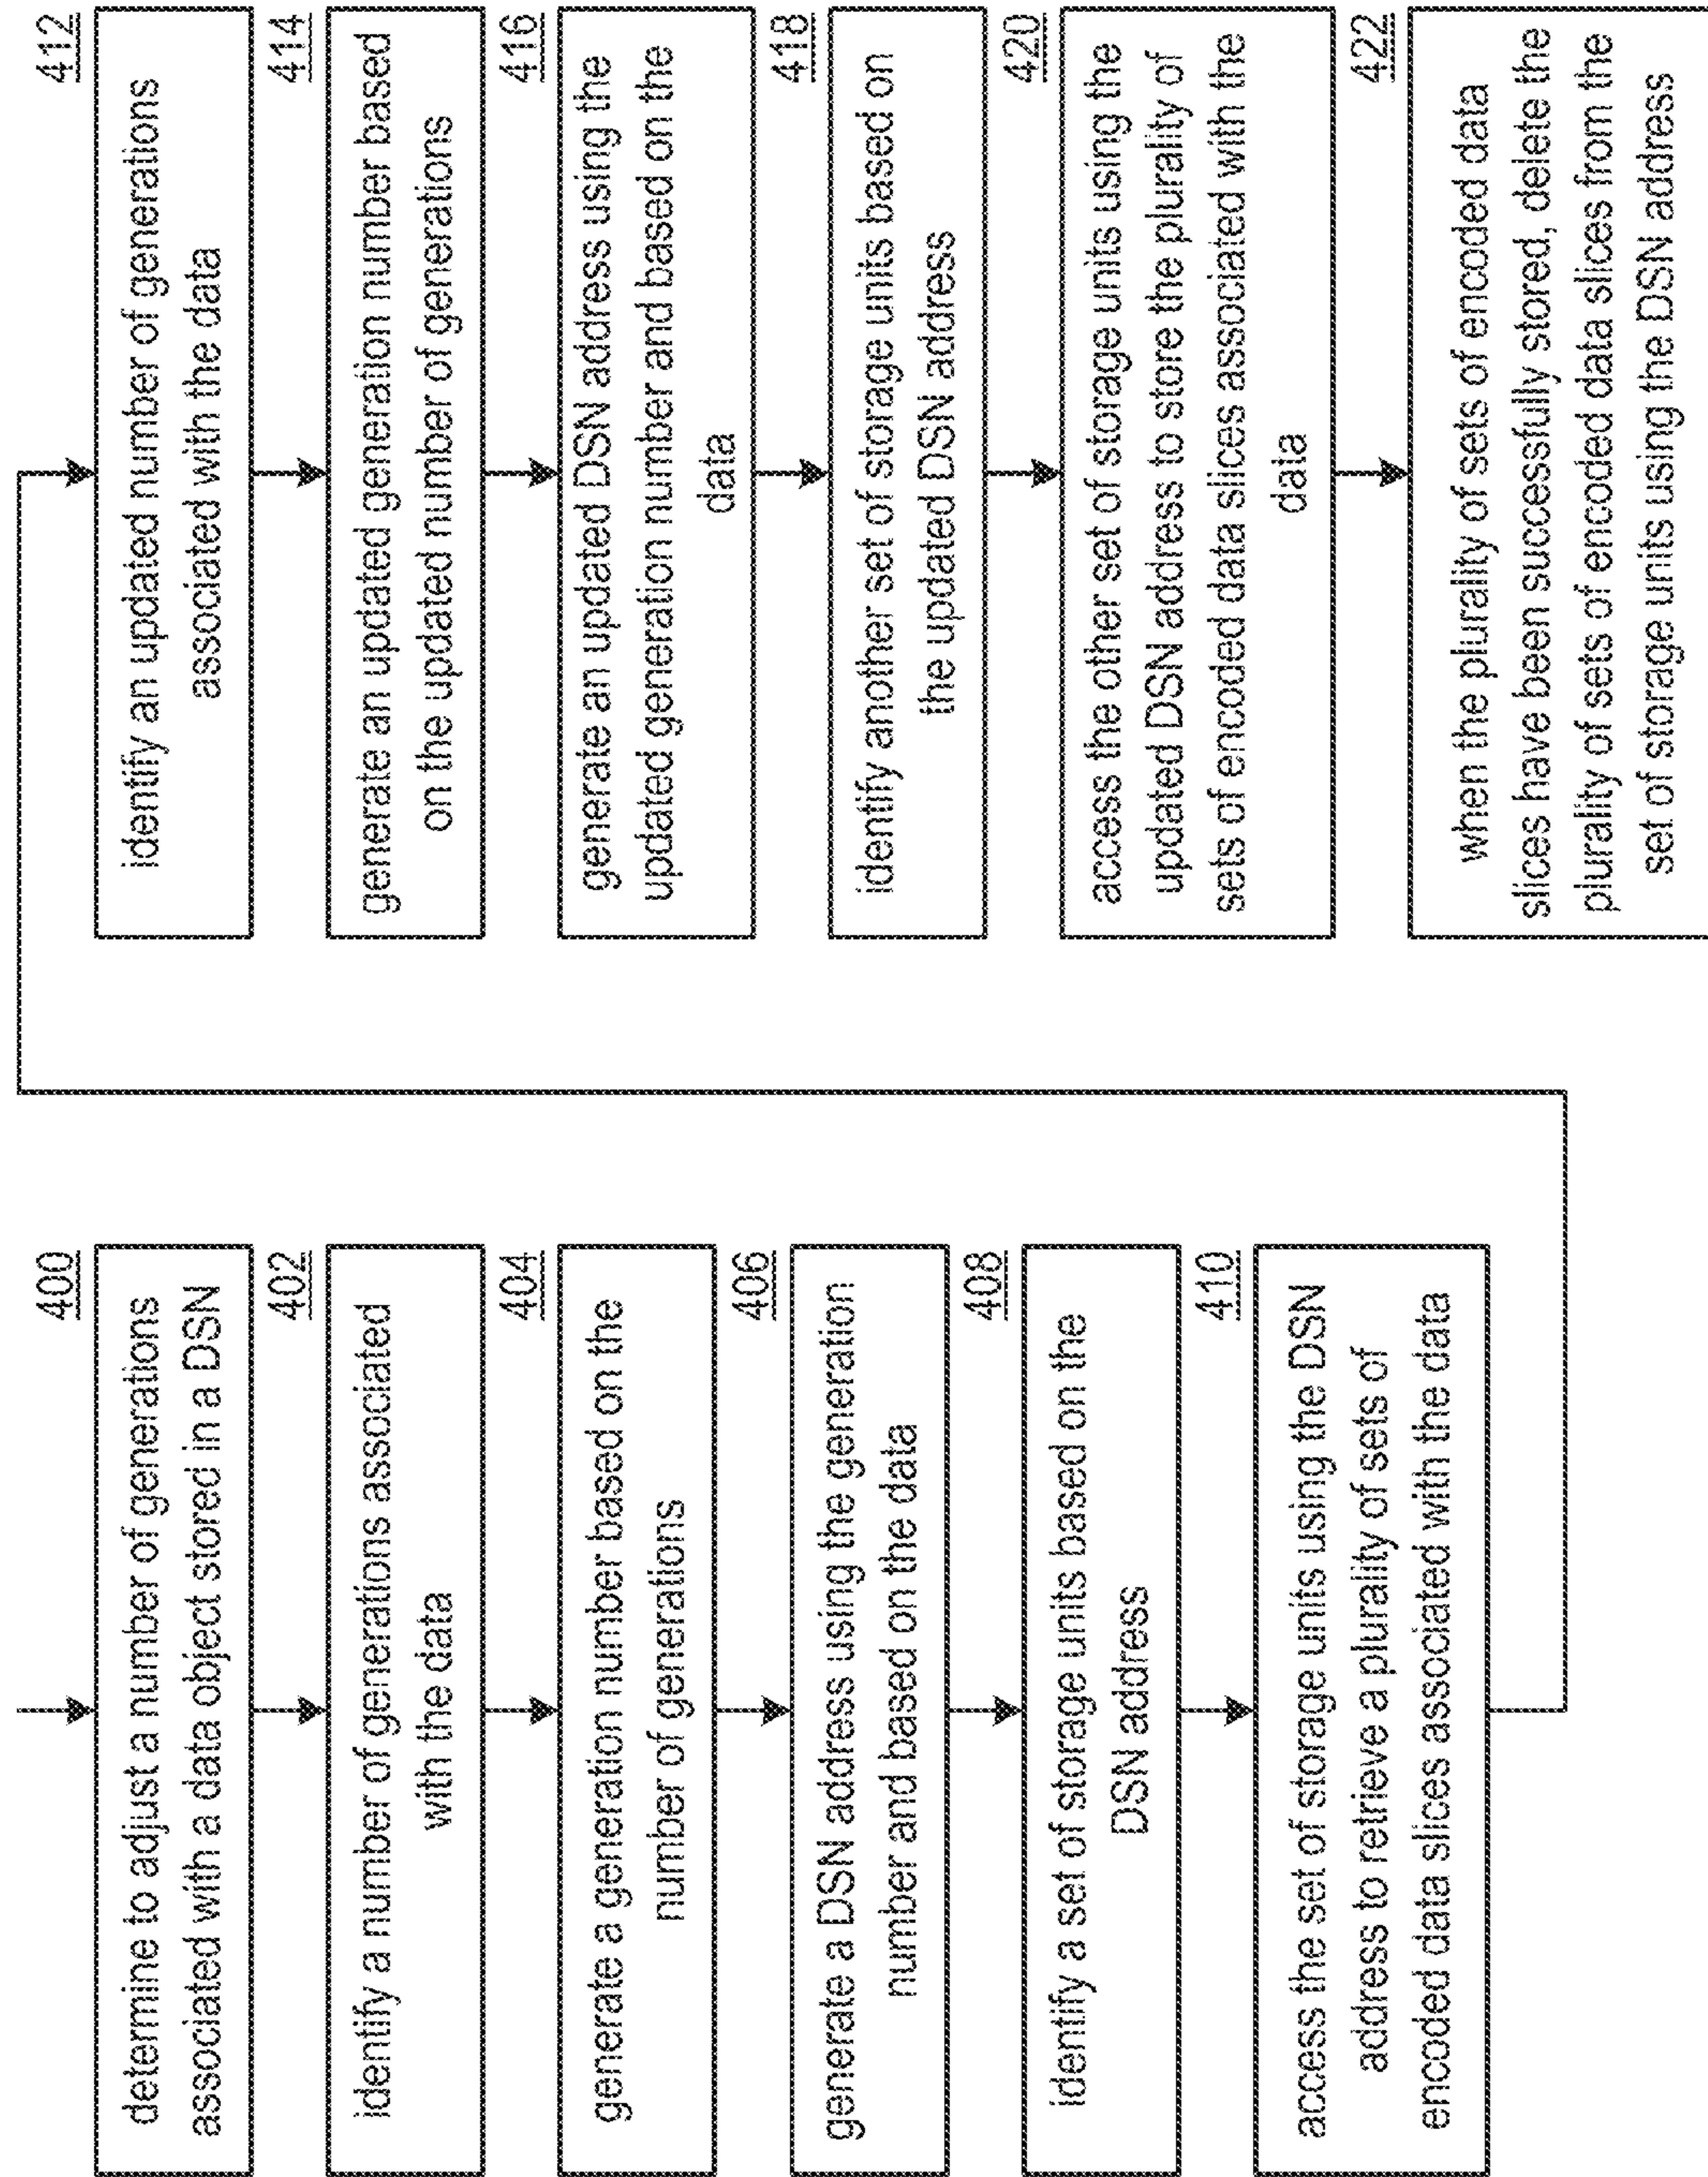 400
determine to adjust a number of generations
associated with a data object stored in a DSN
402
identify a number of generations associated
with the data
404
generate a generation number based on the
number of generations
406
generate a DSN address using the generation
number and based on the data
408
identify a set of storage units based on the
DSN address
410
access the set of storage units using the DSN
address to retrieve a plurality of sets of
encoded data slices associated with the data
412
identify an updated number of generations
associated with the data
414
generate an updated generation number based
on the updated number of generations
416
generate an updated DSN address using the
updated generation number and based on the
data
418
identify another set of storage units based on
the updated DSN address
420
access the other set of storage units using the
updated DSN address to store the plurality of
sets of encoded data slices associated with the
data
422
when the plurality of sets of encoded data
slices have been successfully stored, delete the
plurality of sets of encoded data slices from the
set of storage units using the DSN address